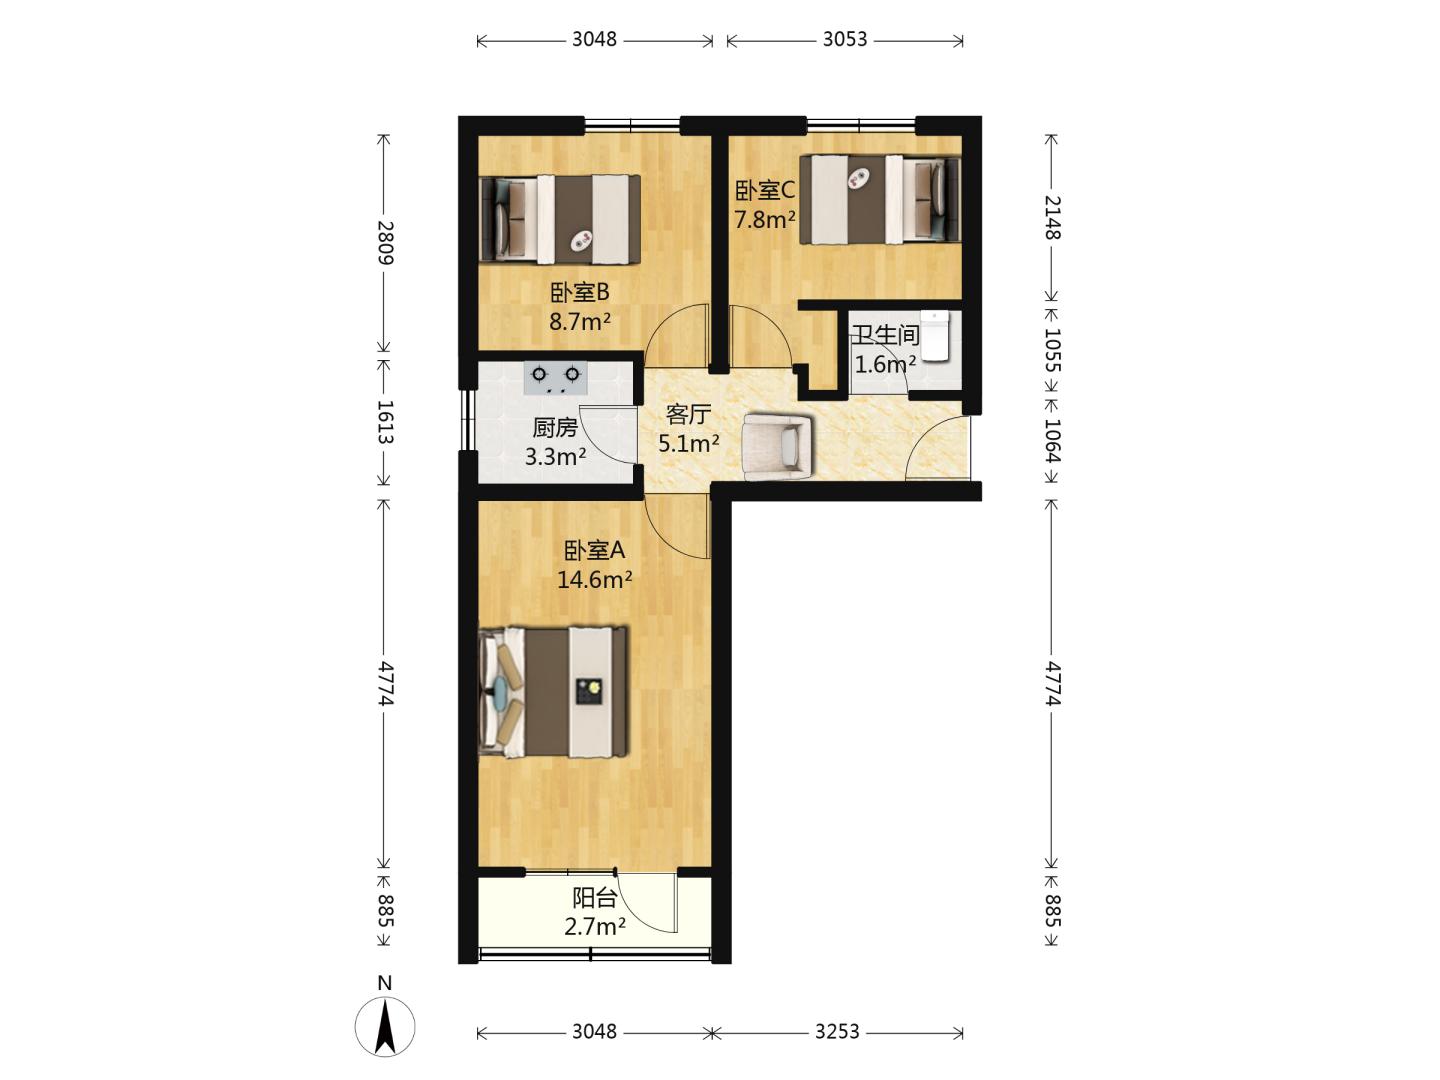 3048
3053
卧室C
7.8m²
2148
2809
卧室B
8.7m²
卫生间
1.6m²
1055
客厅
5.1m²
厨房
3.3m²
1613
1064
卧室A
14.6m²
4774
4774
阳台
2.7m²
885
885
N
3048
3253